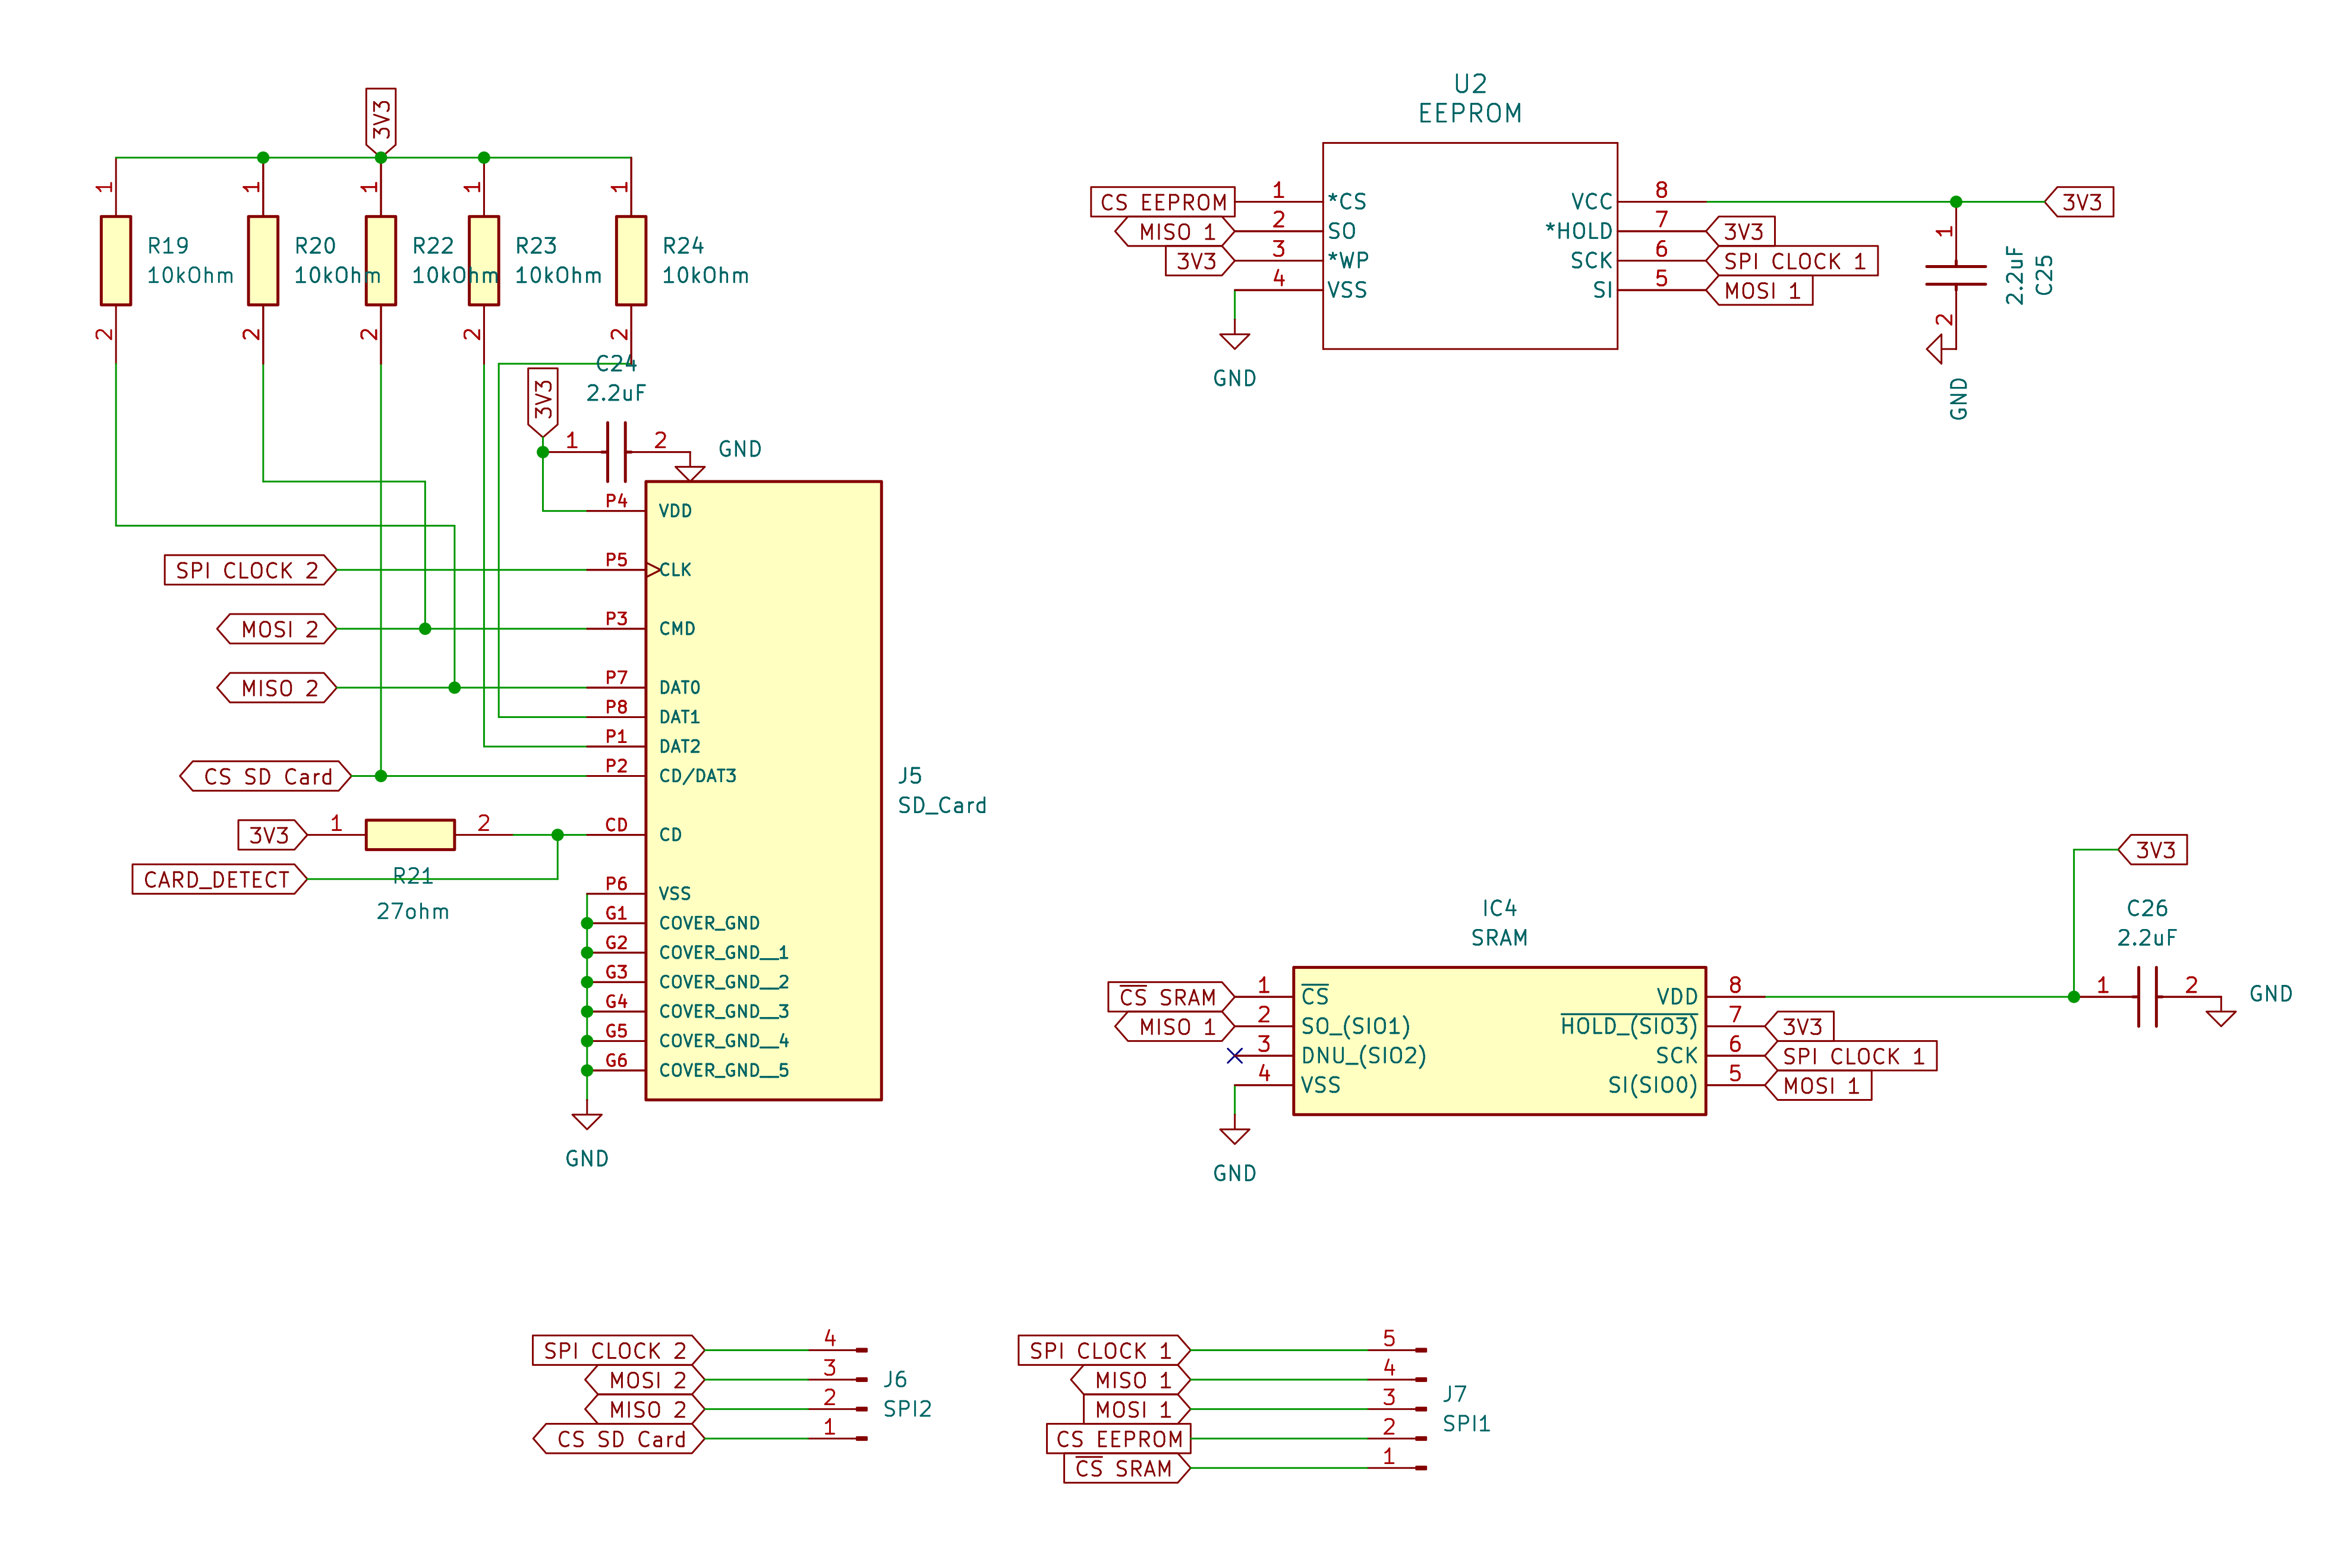 3V3
1
1
1
1
1
R19
10kOhm
R20
10kOhm
R22
10kOhm
R23
10kOhm
R24
10kOhm
2
2
2
2
2
C24
2.2uF
3V3
1
2
GND
P4
VDD
SPI CLOCK 2
P5
CLK
MOSI 2
P3
CMD
MISO 2
P7
DAT0
P8
DAT1
P1
DAT2
CS SD Card
P2
CD/DAT3
J5
SD_Card
3V3
1
2
CD
CD
CARD_DETECT
R21
27ohm
P6
VSS
G1
COVER_GND
G2
COVER_GND__1
G3
COVER_GND__2
G4
COVER_GND__3
G5
COVER_GND__4
G6
COVER_GND__5
GND
U2
EEPROM
CS EEPROM
1
*CS
MISO 1
2
SO
3V3
3
*WP
4
VSS
GND
VCC
8
3V3
*HOLD
7
3V3
SCK
6
SPI CLOCK 1
SI
5
MOSI 1
1
2
2.2uF
C25
GND
IC4
SRAM
C̅S̅ SRAM
1
C̅S̅
MISO 1
2
SO_(SIO1)
3
DNU_(SIO2)
4
VSS
GND
VDD
8
H̅O̅L̅D̅_̅(̅S̅I̅O̅3̅)̅
7
3V3
SCK
6
SPI CLOCK 1
SI(SIO0)
5
MOSI 1
3V3
C26
2.2uF
1
2
GND
SPI CLOCK 2
4
MOSI 2
3
MISO 2
2
CS SD Card
1
J6
SPI2
SPI CLOCK 1
5
MISO 1
4
MOSI 1
3
CS EEPROM
2
C̅S̅ SRAM
1
J7
SPI1